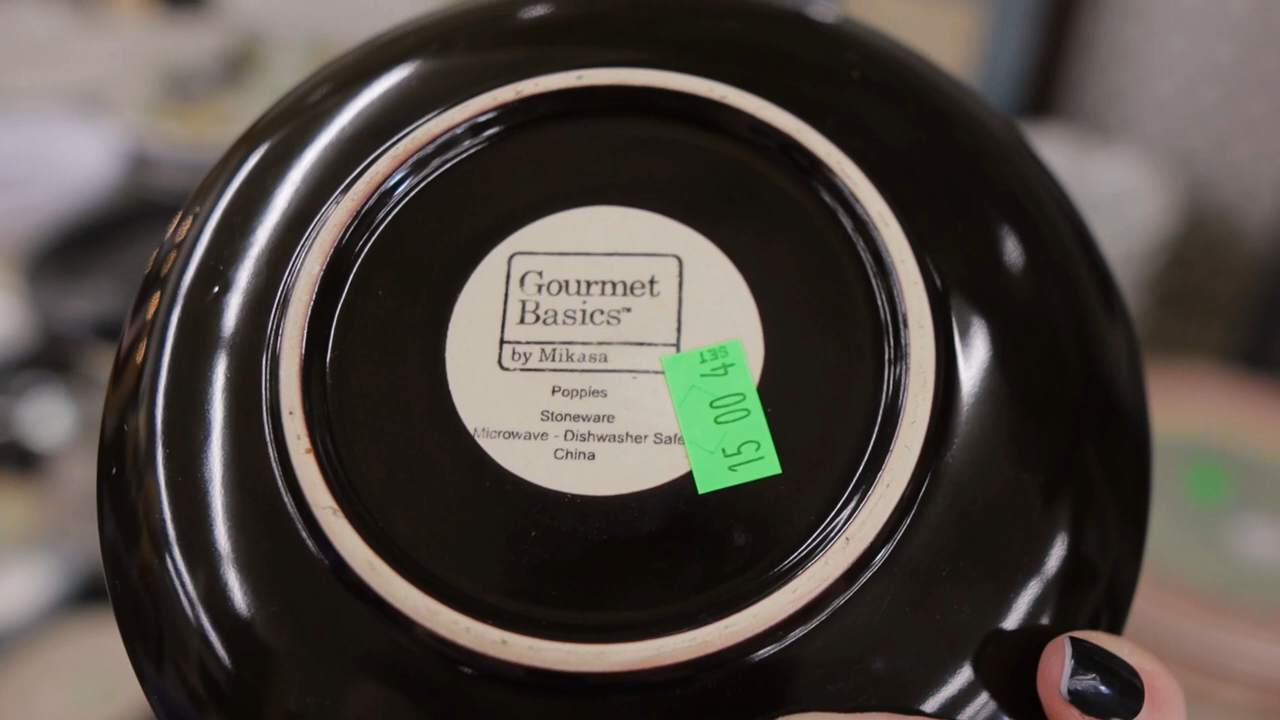 Gourmet
Basics™
by Mikasa
Poppies
Stoneware
Microwave - Dishwasher Safe
China
15 00 4
SET